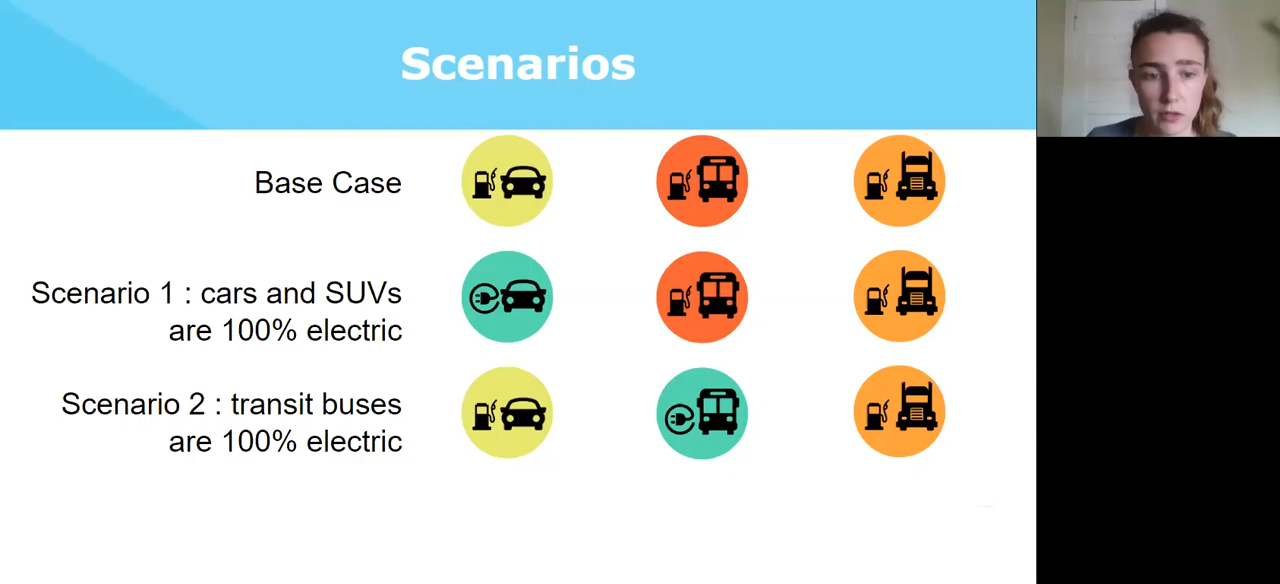 Scenarios
Base Case
Scenario 1 : cars and SUVs
are 100% electric
Scenario 2 : transit buses
are 100% electric